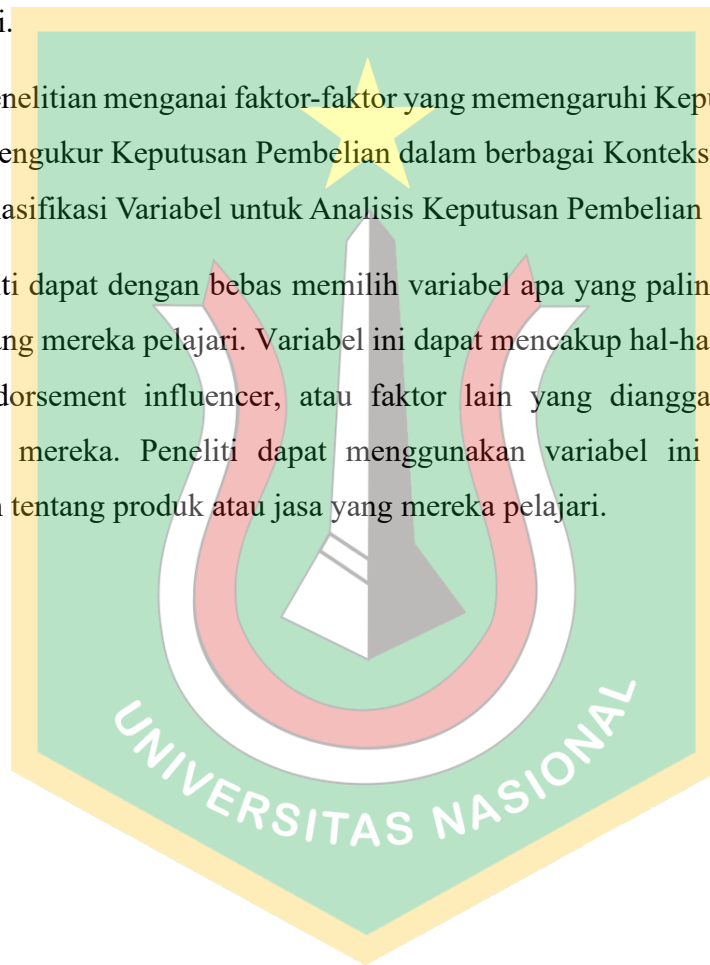 i.
enelitian menganai faktor-faktor yang memengaruhi Kepu
engukur Keputusan Pembelian dalam berbagai Konteks
asifikasi Variabel untuk Analisis Keputusan Pembelian
ti dapat dengan bebas memilih variabel apa yang palin
ng mereka pelajari. Variabel ini dapat mencakup hal-ha
dorsement influencer, atau faktor lain yang diangga
mereka. Peneliti dapat menggunakan variabel ini
n tentang produk atau jasa yang mereka pelajari.
UNIVERSITAS NASIONAL